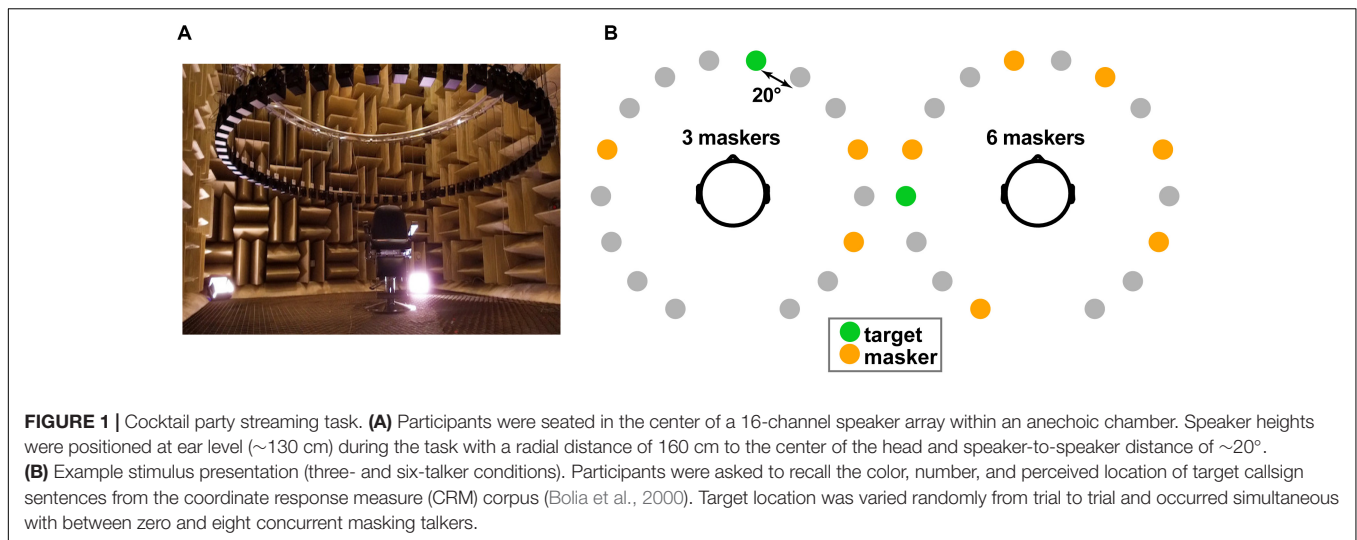 A
B
20°
3 maskers
6 maskers
target
masker
FIGURE 1 | Cocktail party streaming task. (A) Participants were seated in the center of a 16-channel speaker array within an anechoic chamber. Speaker heights
were positioned at ear level (∼130 cm) during the task with a radial distance of 160 cm to the center of the head and speaker-to-speaker distance of ∼20°.
(B) Example stimulus presentation (three- and six-talker conditions). Participants were asked to recall the color, number, and perceived location of target callsign
sentences from the coordinate response measure (CRM) corpus (Bolia et al., 2000). Target location was varied randomly from trial to trial and occurred simultaneous
with between zero and eight concurrent masking talkers.